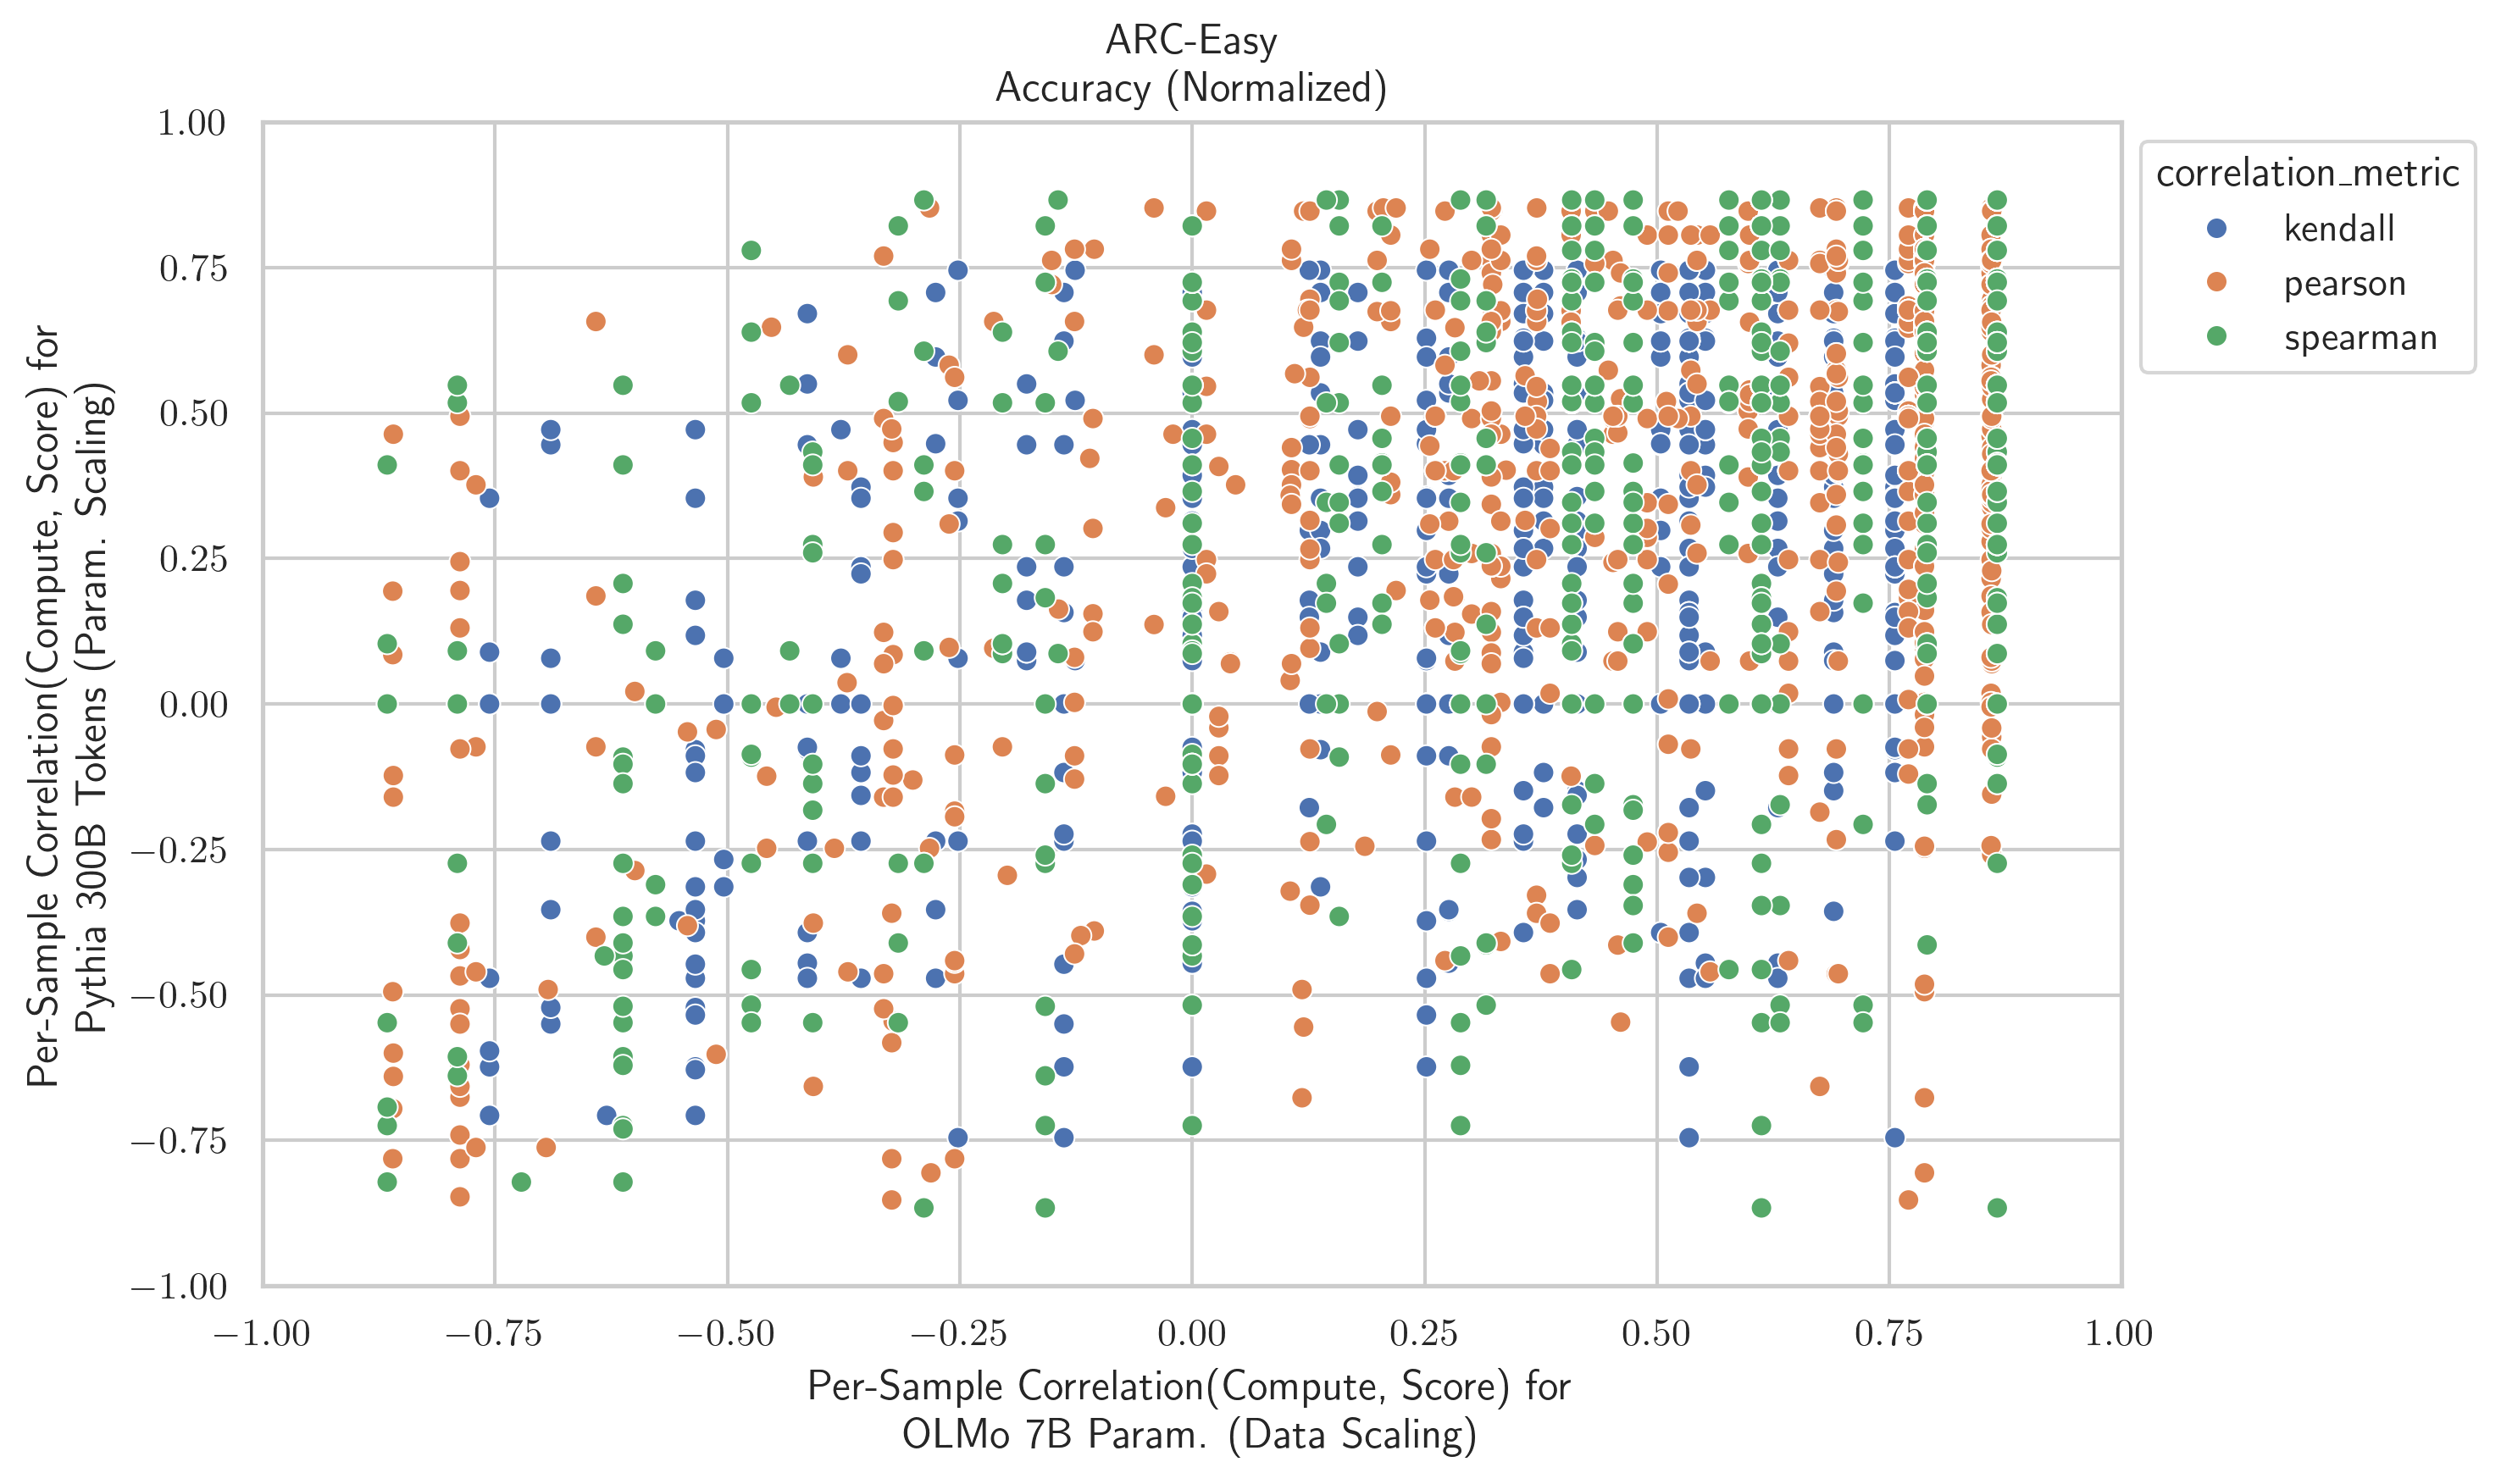 ARC-Easy
Accuracy (Normalized)
Per-Sample Correlation(Compute, Score) for
Pythia 300B Tokens (Param. Scaling)
1.00
0.75
0.50
0.25
0.00
−0.25
−0.50
−0.75
−1.00
correlation_metric
kendall
pearson
spearman
−1.00 −0.75 −0.50 −0.25 0.00 0.25 0.50 0.75 1.00
Per-Sample Correlation(Compute, Score) for
OLMo 7B Param. (Data Scaling)